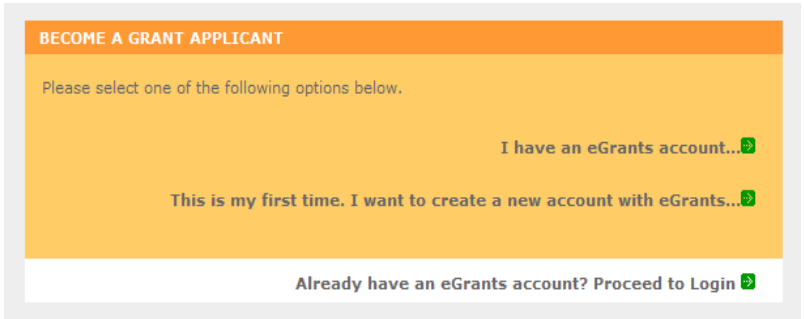 BECOME A GRANT APPLICANT
Please select one of the following options below.
I have an eGrants account...
This is my first time. I want to create a new account with eGrants...
Already have an eGrants account? Proceed to Login